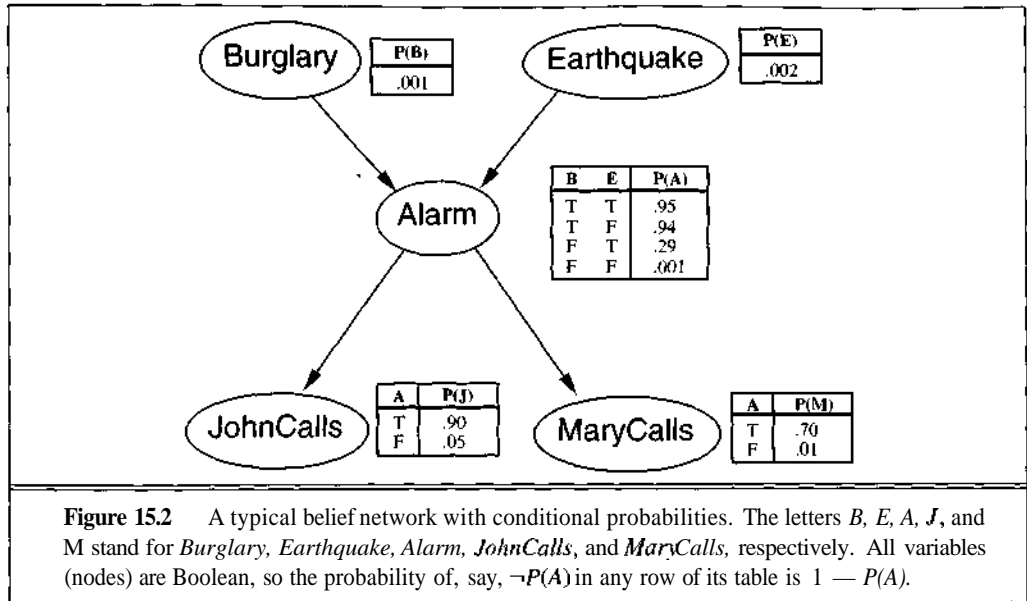 Burglary
P(B)
.001
Earthquake
P(E)
.002
Alarm
B E P(A)
T T .95
T F .94
F T .29
F F .001
JohnCalls
A P(J)
T .90
F .05
MaryCalls
A P(M)
T .70
F .01
Figure 15.2 A typical belief network with conditional probabilities. The letters B, E, A, J, and
M stand for Burglary, Earthquake, Alarm, JohnCalls, and MaryCalls, respectively. All variables
(nodes) are Boolean, so the probability of, say, ¬P(A) in any row of its table is 1 — P(A).